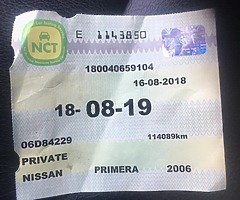 NCT
E 1143850
180040659104
16-08-2018
18- 08-19
06D84229 114089km
PRIVATE
NISSAN PRIMERA 2006